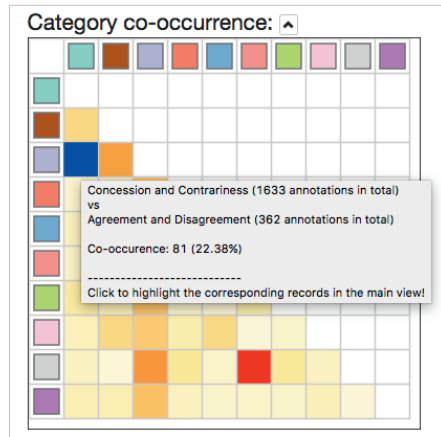 Category co-occurrence:
Concession and Contrariness (1633 annotations in total)
vs
Agreement and Disagreement (362 annotations in total)
Co-occurence: 81 (22.38%)
----------------------------
Click to highlight the corresponding records in the main view!